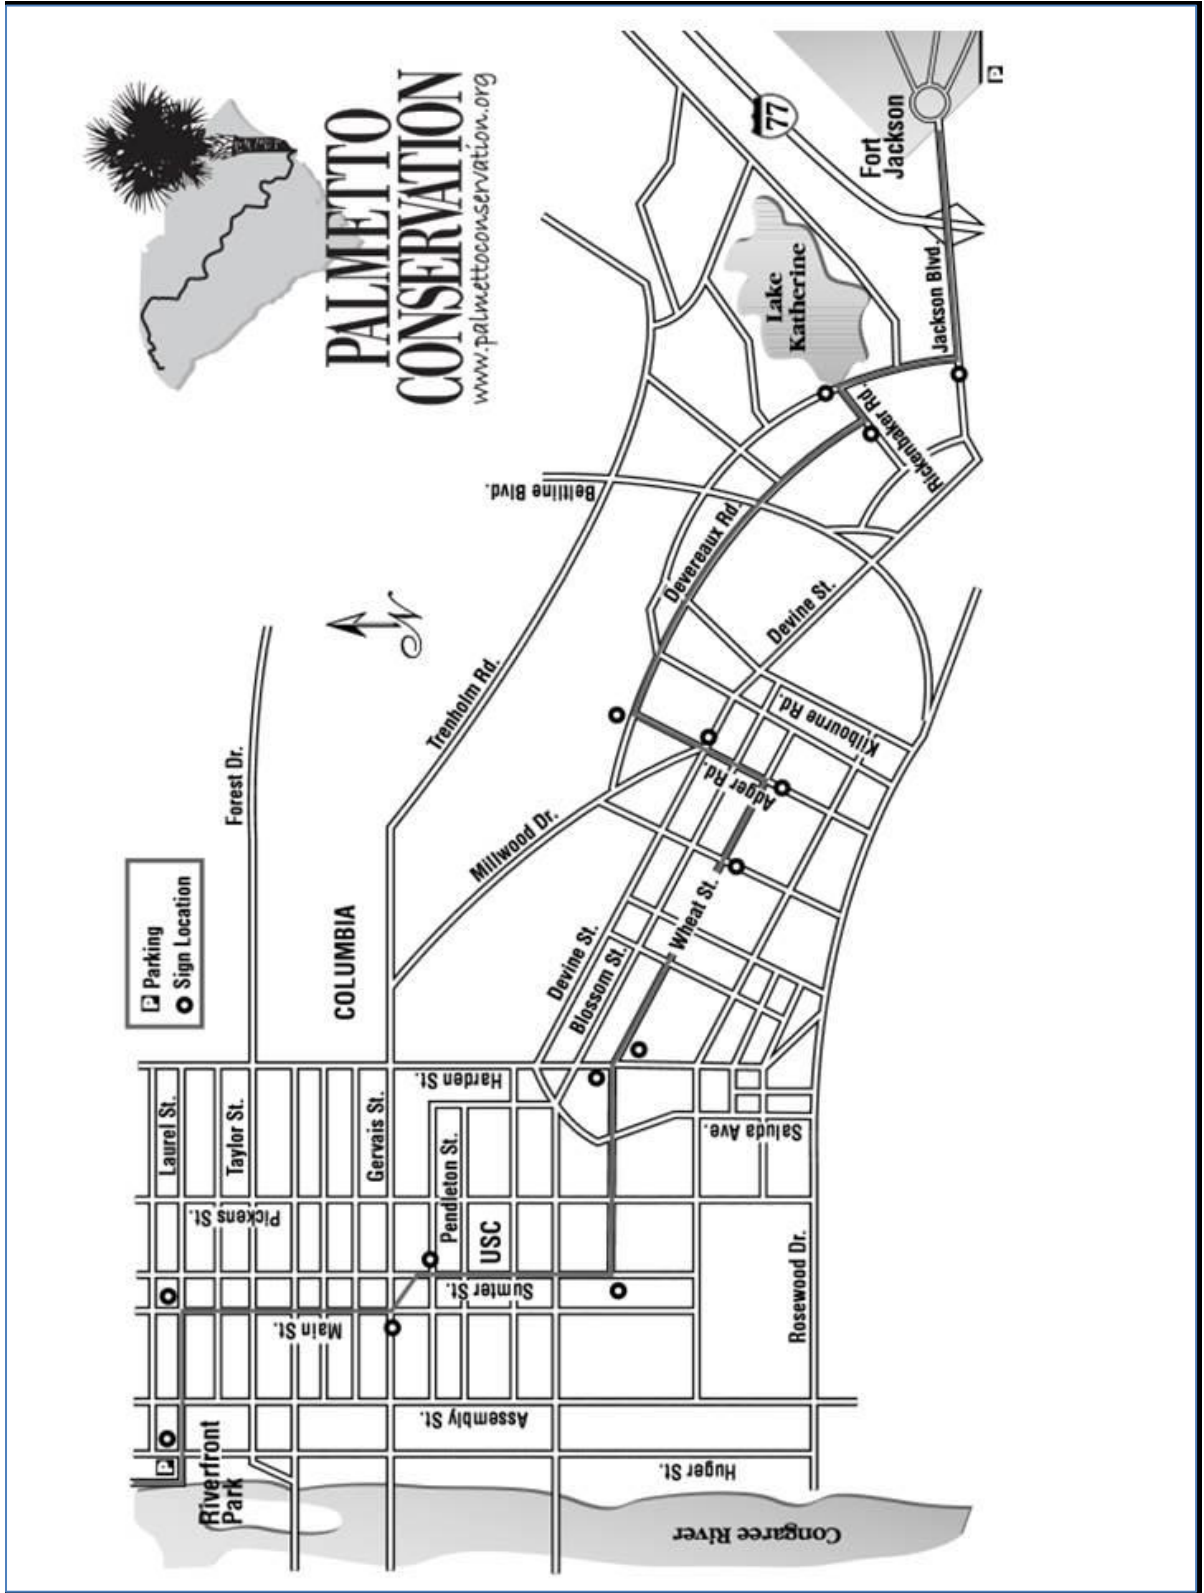 PALMETTO
CONSERVATION
www.palmettoconservation.org
77
Fort
Jackson
P
Lake
Katherine
Jackson Blvd.
Rickenbaker Rd.
Beltline Blvd.
Devereaux Rd.
Devine St.
Kilbourne Rd.
Adger Rd.
N
Trenholm Rd.
Forest Dr.
Millwood Dr.
P Parking
Sign Location
COLUMBIA
Wheat St.
Devine St.
Blossom St.
Harden St.
Laurel St.
Taylor St.
Gervais St.
Pendleton St.
Saluda Ave.
Pickens St.
USC
Sumter St.
Main St.
Rosewood Dr.
Assembly St.
P
Riverfront
Park
Huger St.
Congaree River